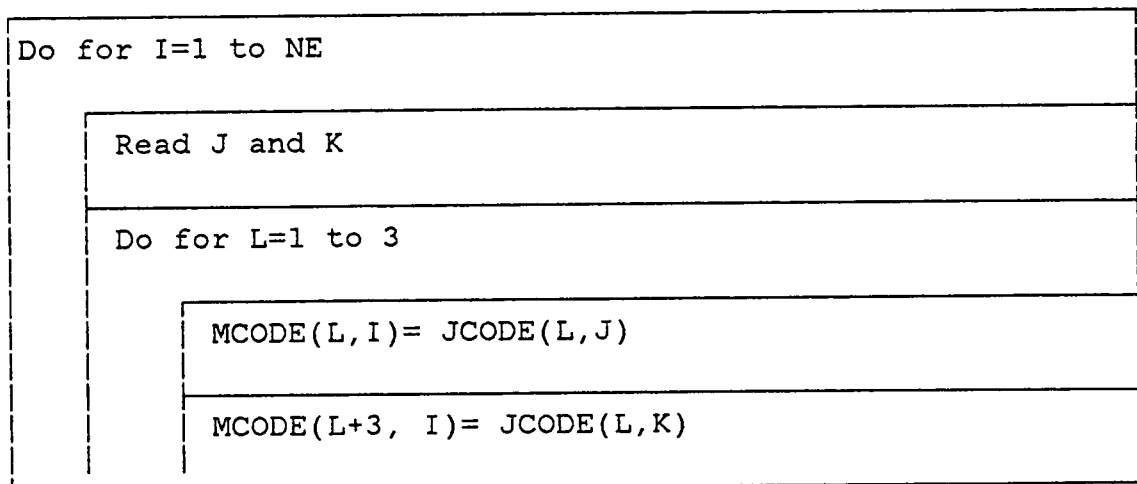 Do for I=1 to NE
Read J and K
Do for L=1 to 3
MCODE(L,I)= JCODE(L,J)
MCODE(L+3, I)= JCODE(L,K)